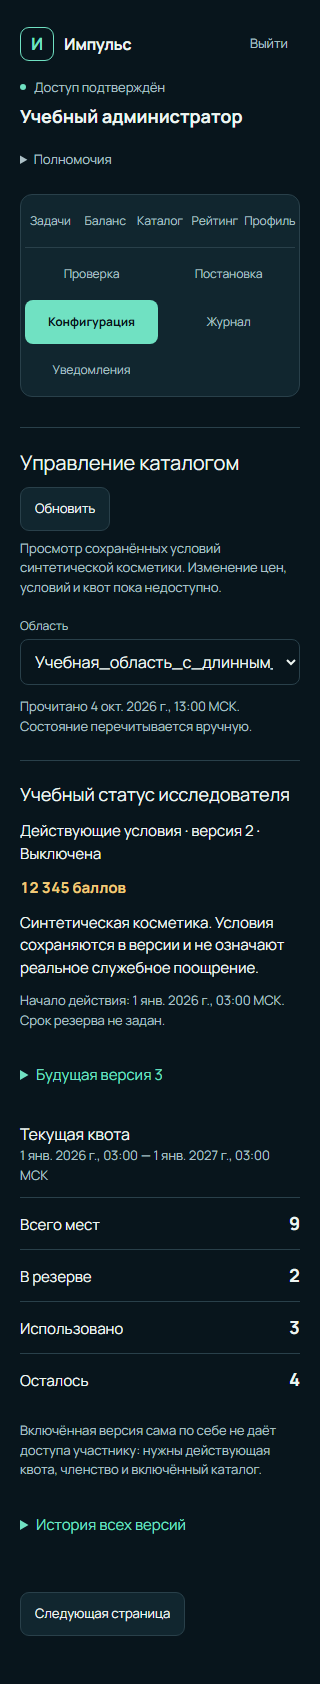 И Импульс Выйти
Доступ подтверждён
Учебный администратор
Полномочия
Задачи Баланс Каталог Рейтинг Профиль
Проверка Постановка
Конфигурация Журнал
Уведомления
Управление каталогом
Обновить
Просмотр сохранённых условий
синтетической косметики. Изменение цен,
условий и квот пока недоступно.
Область
Учебная_область_с_длинным_
Прочитано 4 окт. 2026 г., 13:00 МСК.
Состояние перечитывается вручную.
Учебный статус исследователя
Действующие условия · версия 2 ·
Выключена
12 345 баллов
Синтетическая косметика. Условия
сохраняются в версии и не означают
реальное служебное поощрение.
Начало действия: 1 янв. 2026 г., 03:00 МСК.
Срок резерва не задан.
Будущая версия 3
Текущая квота
1 янв. 2026 г., 03:00 — 1 янв. 2027 г., 03:00
МСК
Всего мест 9
В резерве 2
Использовано 3
Осталось 4
Включённая версия сама по себе не даёт
доступа участнику: нужны действующая
квота, членство и включённый каталог.
История всех версий
Следующая страница